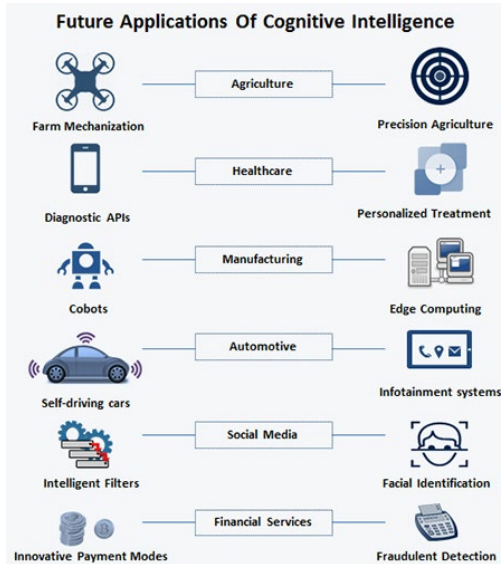 Future Applications Of Cognitive Intelligence
Agriculture
Farm Mechanization
Precision Agriculture
Healthcare
Diagnostic APIs
Personalized Treatment
Manufacturing
Cobots
Edge Computing
Automotive
Self-driving cars
Infotainment systems
Social Media
Intelligent Filters
Facial Identification
Financial Services
Innovative Payment Modes
Fraudulent Detection